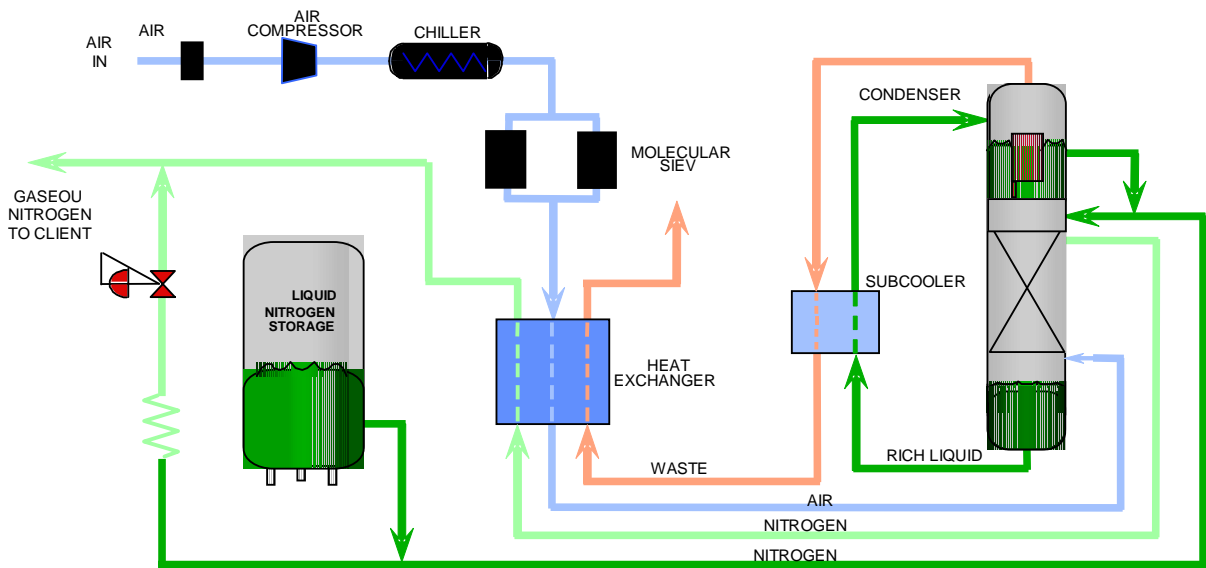 AIR
IN
AIR
AIR
COMPRESSOR
CHILLER
MOLECULAR
SIEV
CONDENSER
GASEOU
NITROGEN
TO CLIENT
LIQUID
NITROGEN
STORAGE
SUBCOOLER
HEAT
EXCHANGER
WASTE
RICH LIQUID
AIR
NITROGEN
NITROGEN